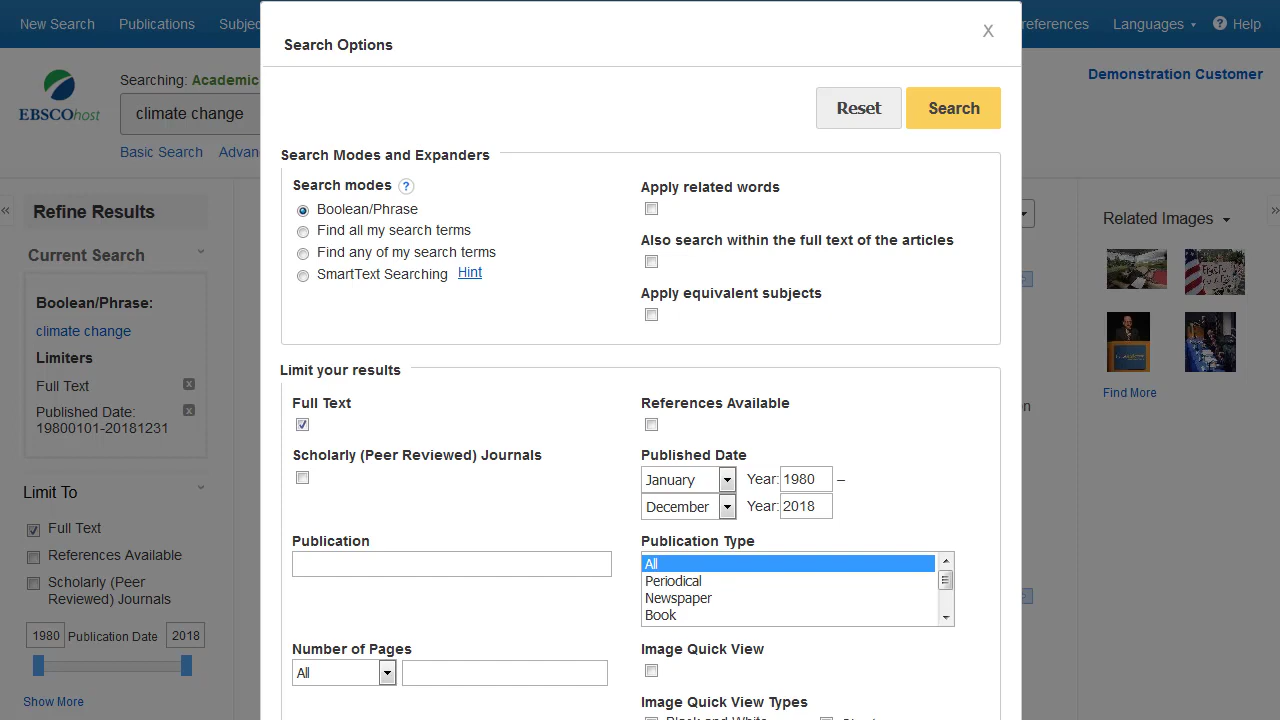 New Search Publications Subje
references Languages Help
Search Options
X
Searching: Academic
Demonstration Customer
EBSCOhost
climate change
Reset Search
Basic Search Advan
Search Modes and Expanders
Search modes ?
Boolean/Phrase
Find all my search terms
Find any of my search terms
SmartText Searching Hint
Apply related words
Also search within the full text of the articles
Apply equivalent subjects
Refine Results
Current Search
Boolean/Phrase:
climate change
Limiters
Full Text
Published Date:
19800101-20181231
Limit To
Full Text
References Available
Scholarly (Peer
Reviewed) Journals
1980 Publication Date 2018
Show More
Limit your results
Full Text
References Available
Scholarly (Peer Reviewed) Journals
Published Date
January Year: 1980 –
December Year: 2018
Publication
Publication Type
All
Periodical
Newspaper
Book
Number of Pages
All
Image Quick View
Image Quick View Types
Black and White
Related Images
Find More
on